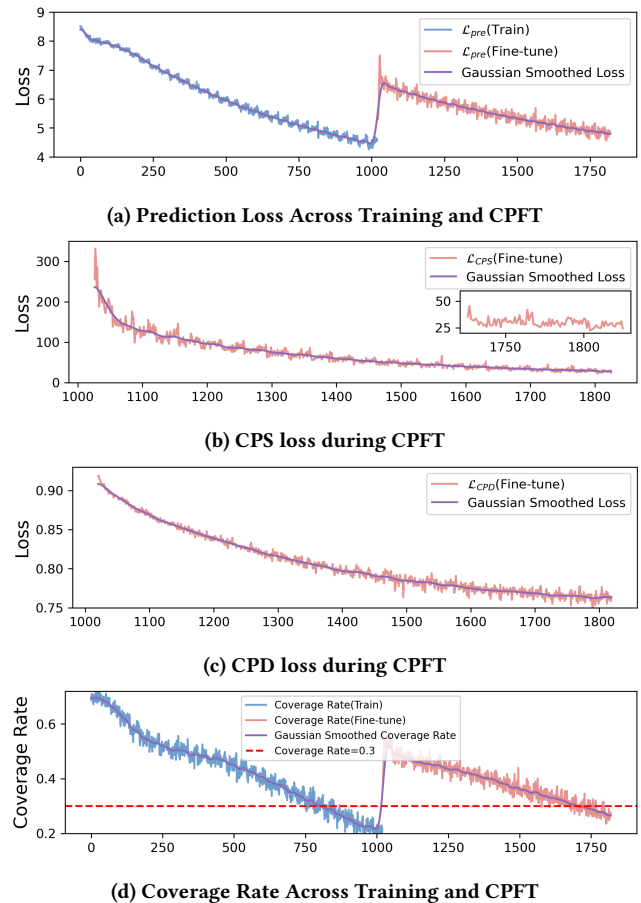 9
8
7
6
5
4
Loss
ℒpre(Train)
ℒpre(Fine-tune)
Gaussian Smoothed Loss
0 250 500 750 1000 1250 1500 1750
(a) Prediction Loss Across Training and CPFT
300
200
100
0
Loss
ℒCPS(Fine-tune)
Gaussian Smoothed Loss
50
25
1750 1800
1000 1100 1200 1300 1400 1500 1600 1700 1800
(b) CPS loss during CPFT
0.90
0.85
0.80
0.75
Loss
ℒCPD(Fine-tune)
Gaussian Smoothed Loss
1000 1100 1200 1300 1400 1500 1600 1700 1800
(c) CPD loss during CPFT
0.6
0.4
0.2
Coverage Rate
Coverage Rate(Train)
Coverage Rate(Fine-tune)
Gaussian Smoothed Coverage Rate
Coverage Rate=0.3
0 250 500 750 1000 1250 1500 1750
(d) Coverage Rate Across Training and CPFT